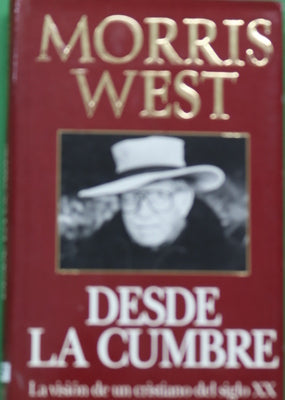 MORRIS
WEST
DESDE
LA CUMBRE
La visión de un cristiano del siglo XX